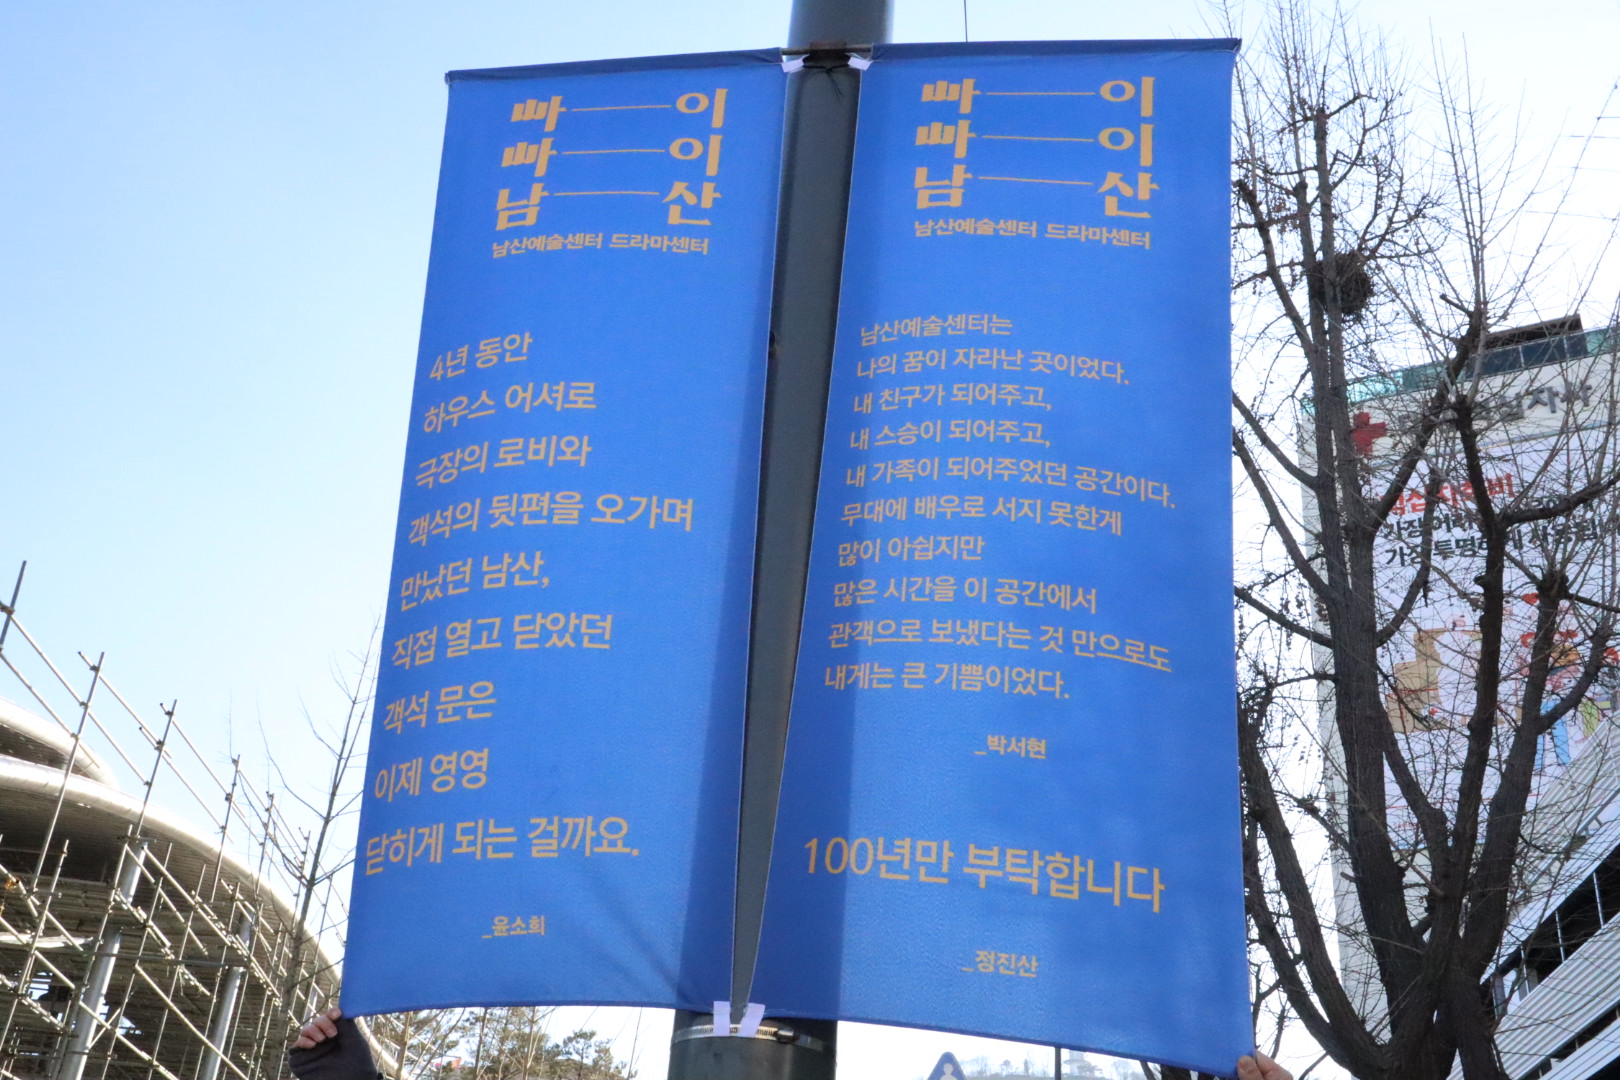 빠 이
빠 이
남 산
남산예술센터 드라마센터
4년 동안
하우스 어셔로
극장의 로비와
객석의 뒷편을 오가며
만났던 남산,
직접 열고 닫았던
객석 문은
이제 영영
닫히게 되는 걸까요.
_윤소희
빠 이
빠 이
남 산
남산예술센터 드라마센터
남산예술센터는
나의 꿈이 자라난 곳이었다.
내 친구가 되어주고,
내 스승이 되어주고,
내 가족이 되어주었던 공간이다.
무대에 배우로 서지 못한게
많이 아쉽지만
많은 시간을 이 공간에서
관객으로 보냈다는 것 만으로도
내게는 큰 기쁨이었다.
_박서현
100년만 부탁합니다
_정진산